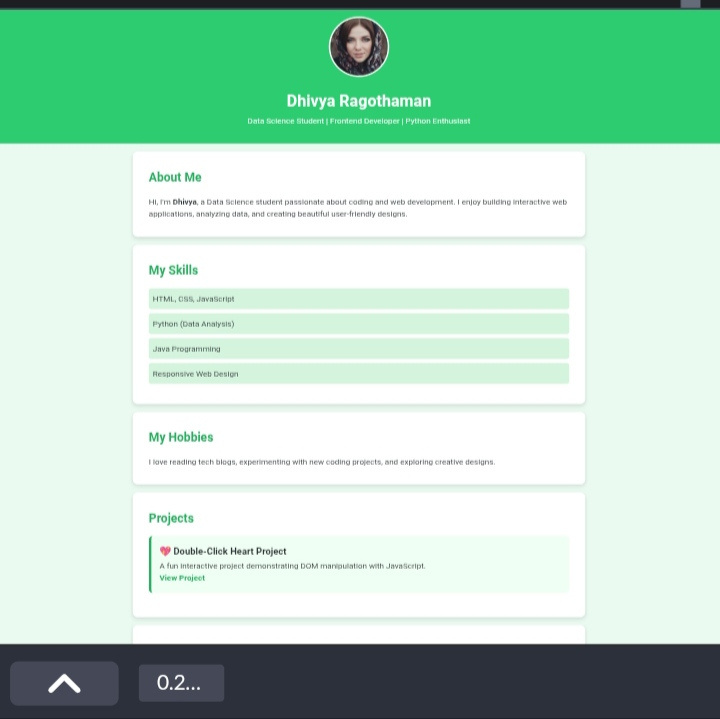 Dhivya Ragothaman
Data Science Student | Frontend Developer | Python Enthusiast
About Me
Hi, I'm Dhivya, a Data Science student passionate about coding and web development. I enjoy building interactive web
applications, analyzing data, and creating beautiful user-friendly designs.
My Skills
HTML, CSS, JavaScript
Python (Data Analysis)
Java Programming
Responsive Web Design
My Hobbies
I love reading tech blogs, experimenting with new coding projects, and exploring creative designs.
Projects
💖 Double-Click Heart Project
A fun interactive project demonstrating DOM manipulation with JavaScript.
View Project
0.2...